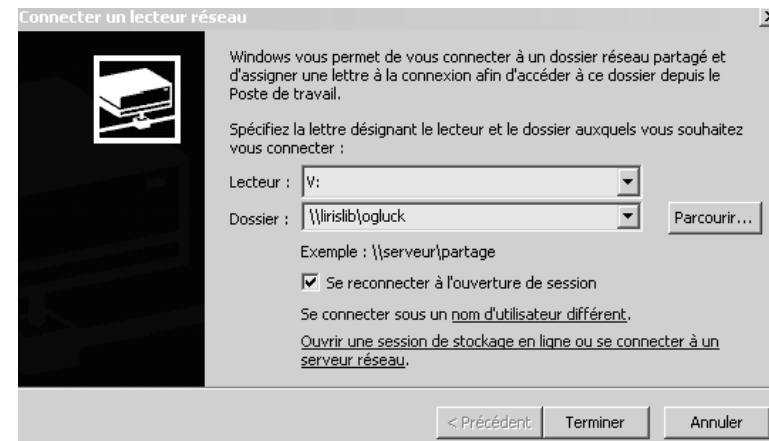 Connecter un lecteur réseau
Windows vous permet de vous connecter à un dossier réseau partagé et
d'assigner une lettre à la connexion afin d'accéder à ce dossier depuis le
Poste de travail.
Spécifiez la lettre désignant le lecteur et le dossier auxquels vous souhaitez
vous connecter :
Lecteur : V:
Dossier : \\lirislib\ogluck Parcourir...
Exemple : \\serveur\partage
Se reconnecter à l'ouverture de session
Se connecter sous un nom d'utilisateur différent.
Ouvrir une session de stockage en ligne ou se connecter à un
serveur réseau.
< Précédent Terminer Annuler